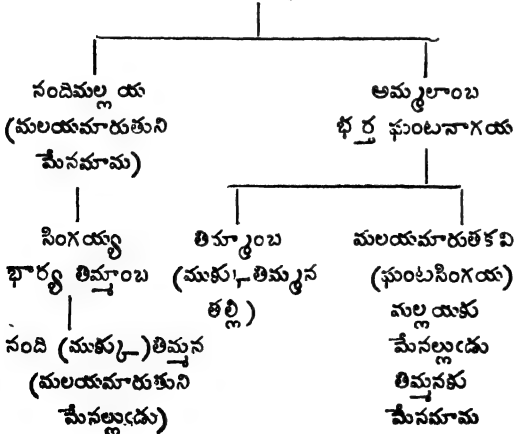 నందిమల్లయ
(మలయమారుతుని
మేనమామ)
అమ్మలాంబ
భర్త ఘంటనాగయ
సింగయ్య
భార్య తిమ్మాంబ
నంది (ముక్కు)తిమ్మన
(మలయమారుతుని
మేనల్లుఁడు)
తిమ్మాంబ
(ముక్కుతిమ్మన
తల్లి)
మలయమారుతకవి
(ఘంటసింగయ)
మల్లయకు
మేనల్లుఁడు
తిమ్మనకు
మేనమామ